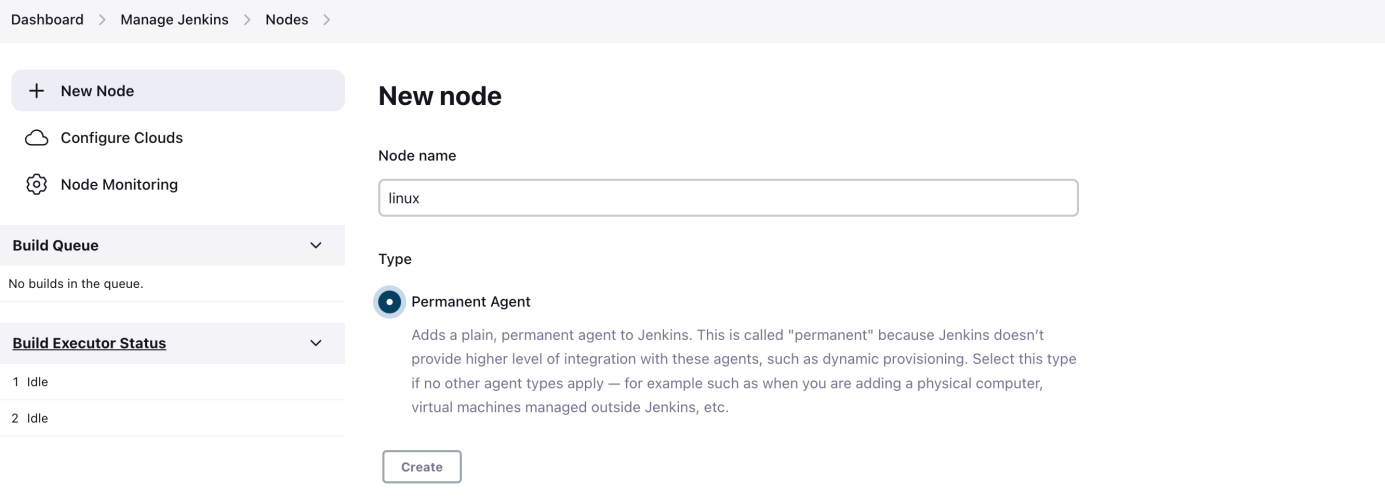 Dashboard > Manage Jenkins > Nodes >
New Node
Configure Clouds
Node Monitoring
Build Queue
No builds in the queue.
Build Executor Status
1 Idle
2 Idle
New node
Node name
linux
Type
Permanent Agent
Adds a plain, permanent agent to Jenkins. This is called "permanent" because Jenkins doesn't
provide higher level of integration with these agents, such as dynamic provisioning. Select this type
if no other agent types apply — for example such as when you are adding a physical computer,
virtual machines managed outside Jenkins, etc.
Create